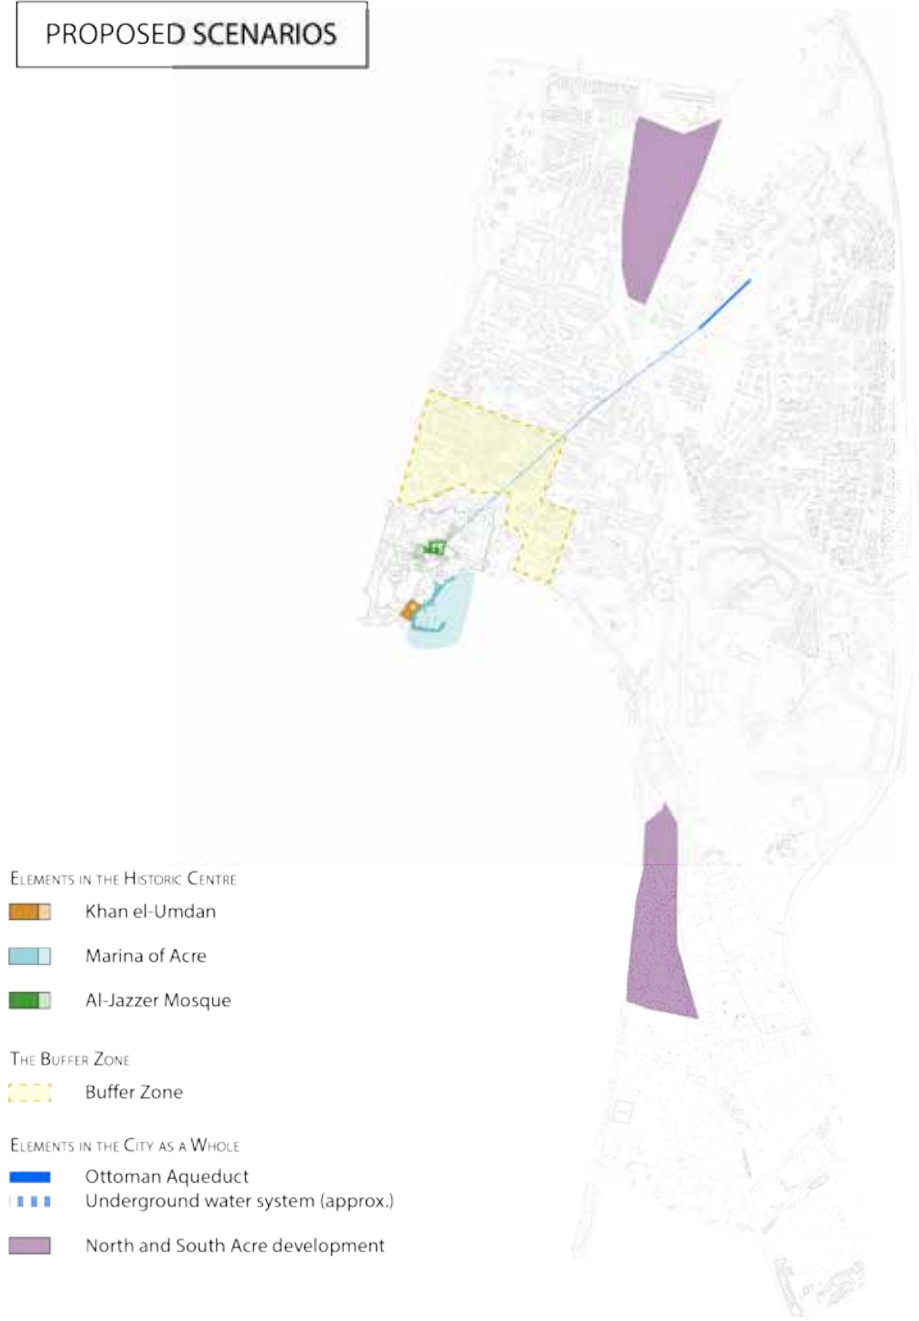 PROPOSED SCENARIOS
ELEMENTS IN THE HISTORIC CENTRE
Khan el-Umdan
Marina of Acre
Al-Jazzer Mosque
THE BUFFER ZONE
Buffer Zone
ELEMENTS IN THE CITY AS A WHOLE
Ottoman Aqueduct
Underground water system (approx.)
North and South Acre development